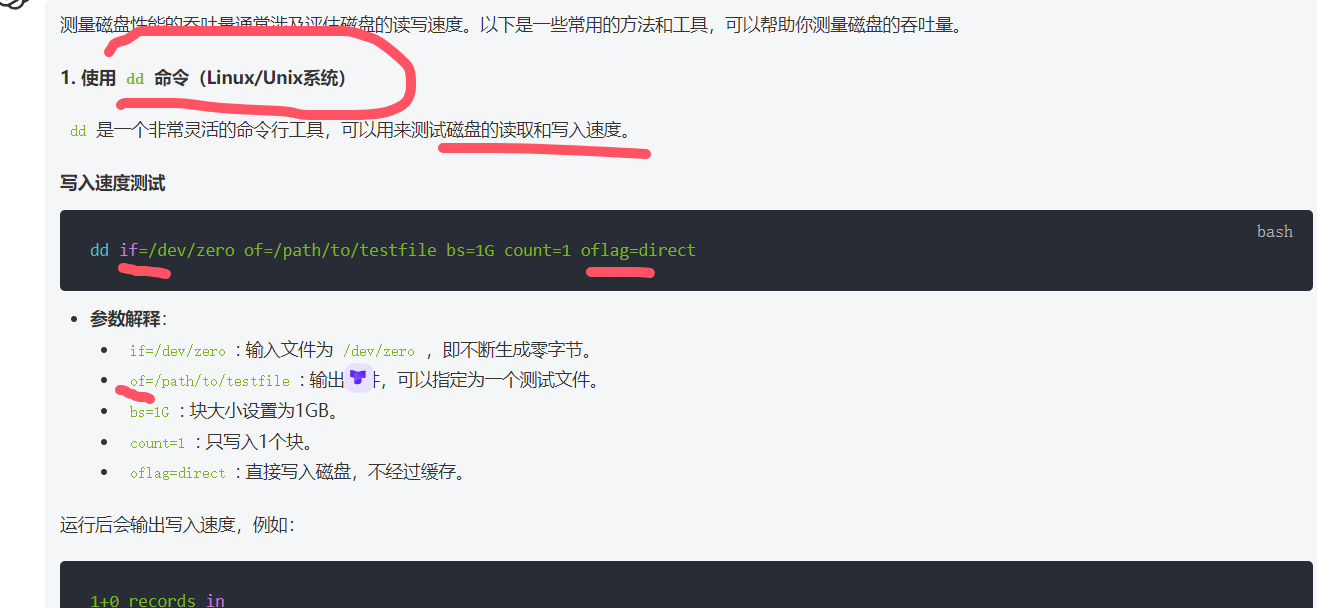 测量磁盘性能的吞吐量通常涉及评估磁盘的读写速度。以下是一些常用的方法和工具，可以帮助你测量磁盘的吞吐量。
1. 使用 dd 命令（Linux/Unix系统）
dd 是一个非常灵活的命令行工具，可以用来测试磁盘的读取和写入速度。
写入速度测试
bash
dd if=/dev/zero of=/path/to/testfile bs=1G count=1 oflag=direct
• 参数解释：
• if=/dev/zero ：输入文件为 /dev/zero ，即不断生成零字节。
• of=/path/to/testfile ：输出 件，可以指定为一个测试文件。
• bs=1G ：块大小设置为1GB。
• count=1 ：只写入1个块。
• oflag=direct ：直接写入磁盘，不经过缓存。
运行后会输出写入速度，例如：
1+0 records in